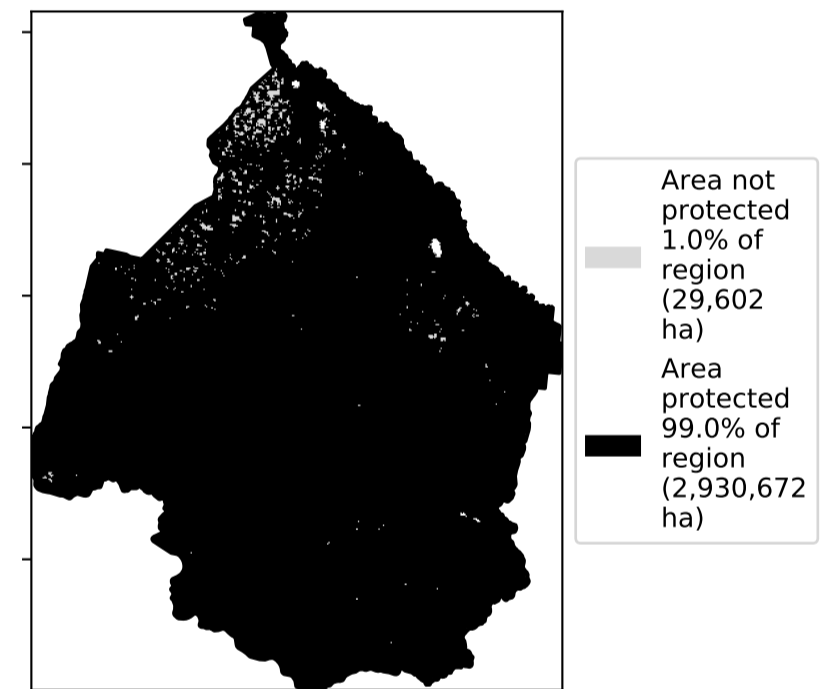 Area not
protected
1.0% of
region
(29,602
ha)
Area
protected
99.0% of
region
(2,930,672
ha)